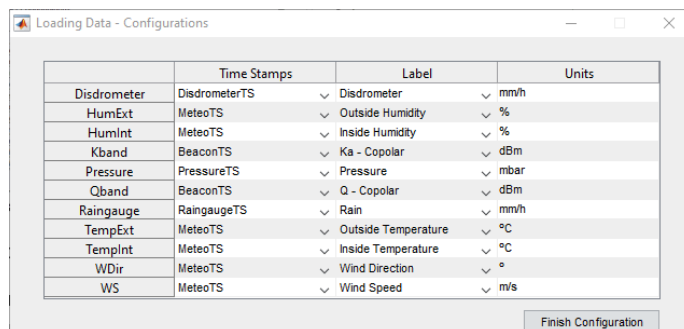 Loading Data - Configurations
Time Stamps Label Units
Disdrometer DisdrometerTS Disdrometer mm/h
HumExt MeteoTS Outside Humidity %
HumInt MeteoTS Inside Humidity %
Kband BeaconTS Ka - Copolar dBm
Pressure PressureTS Pressure mbar
Qband BeaconTS Q - Copolar dBm
Raingauge RaingaugeTS Rain mm/h
TempExt MeteoTS Outside Temperature ºC
TempInt MeteoTS Inside Temperature ºC
WDir MeteoTS Wind Direction º
WS MeteoTS Wind Speed m/s
Finish Configuration